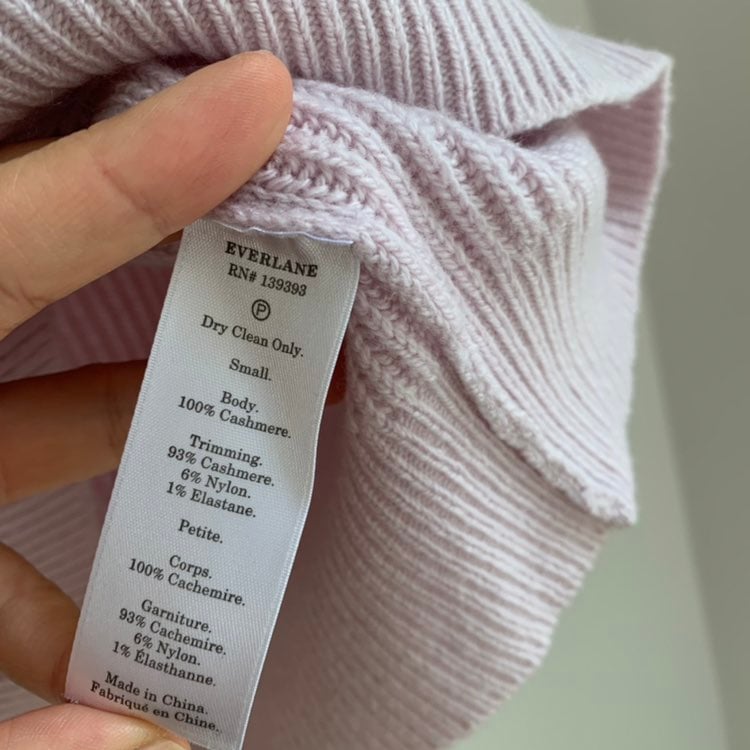 EVERLANE
RN# 139393
P
Dry Clean Only.
Small.
Body.
100% Cashmere.
Trimming.
93% Cashmere.
6% Nylon.
1% Elastane.
Petite.
Corps.
100% Cachemire.
Garniture.
93% Cachemire.
6% Nylon.
1% Élasthanne.
Made in China.
Fabriqué en Chine.